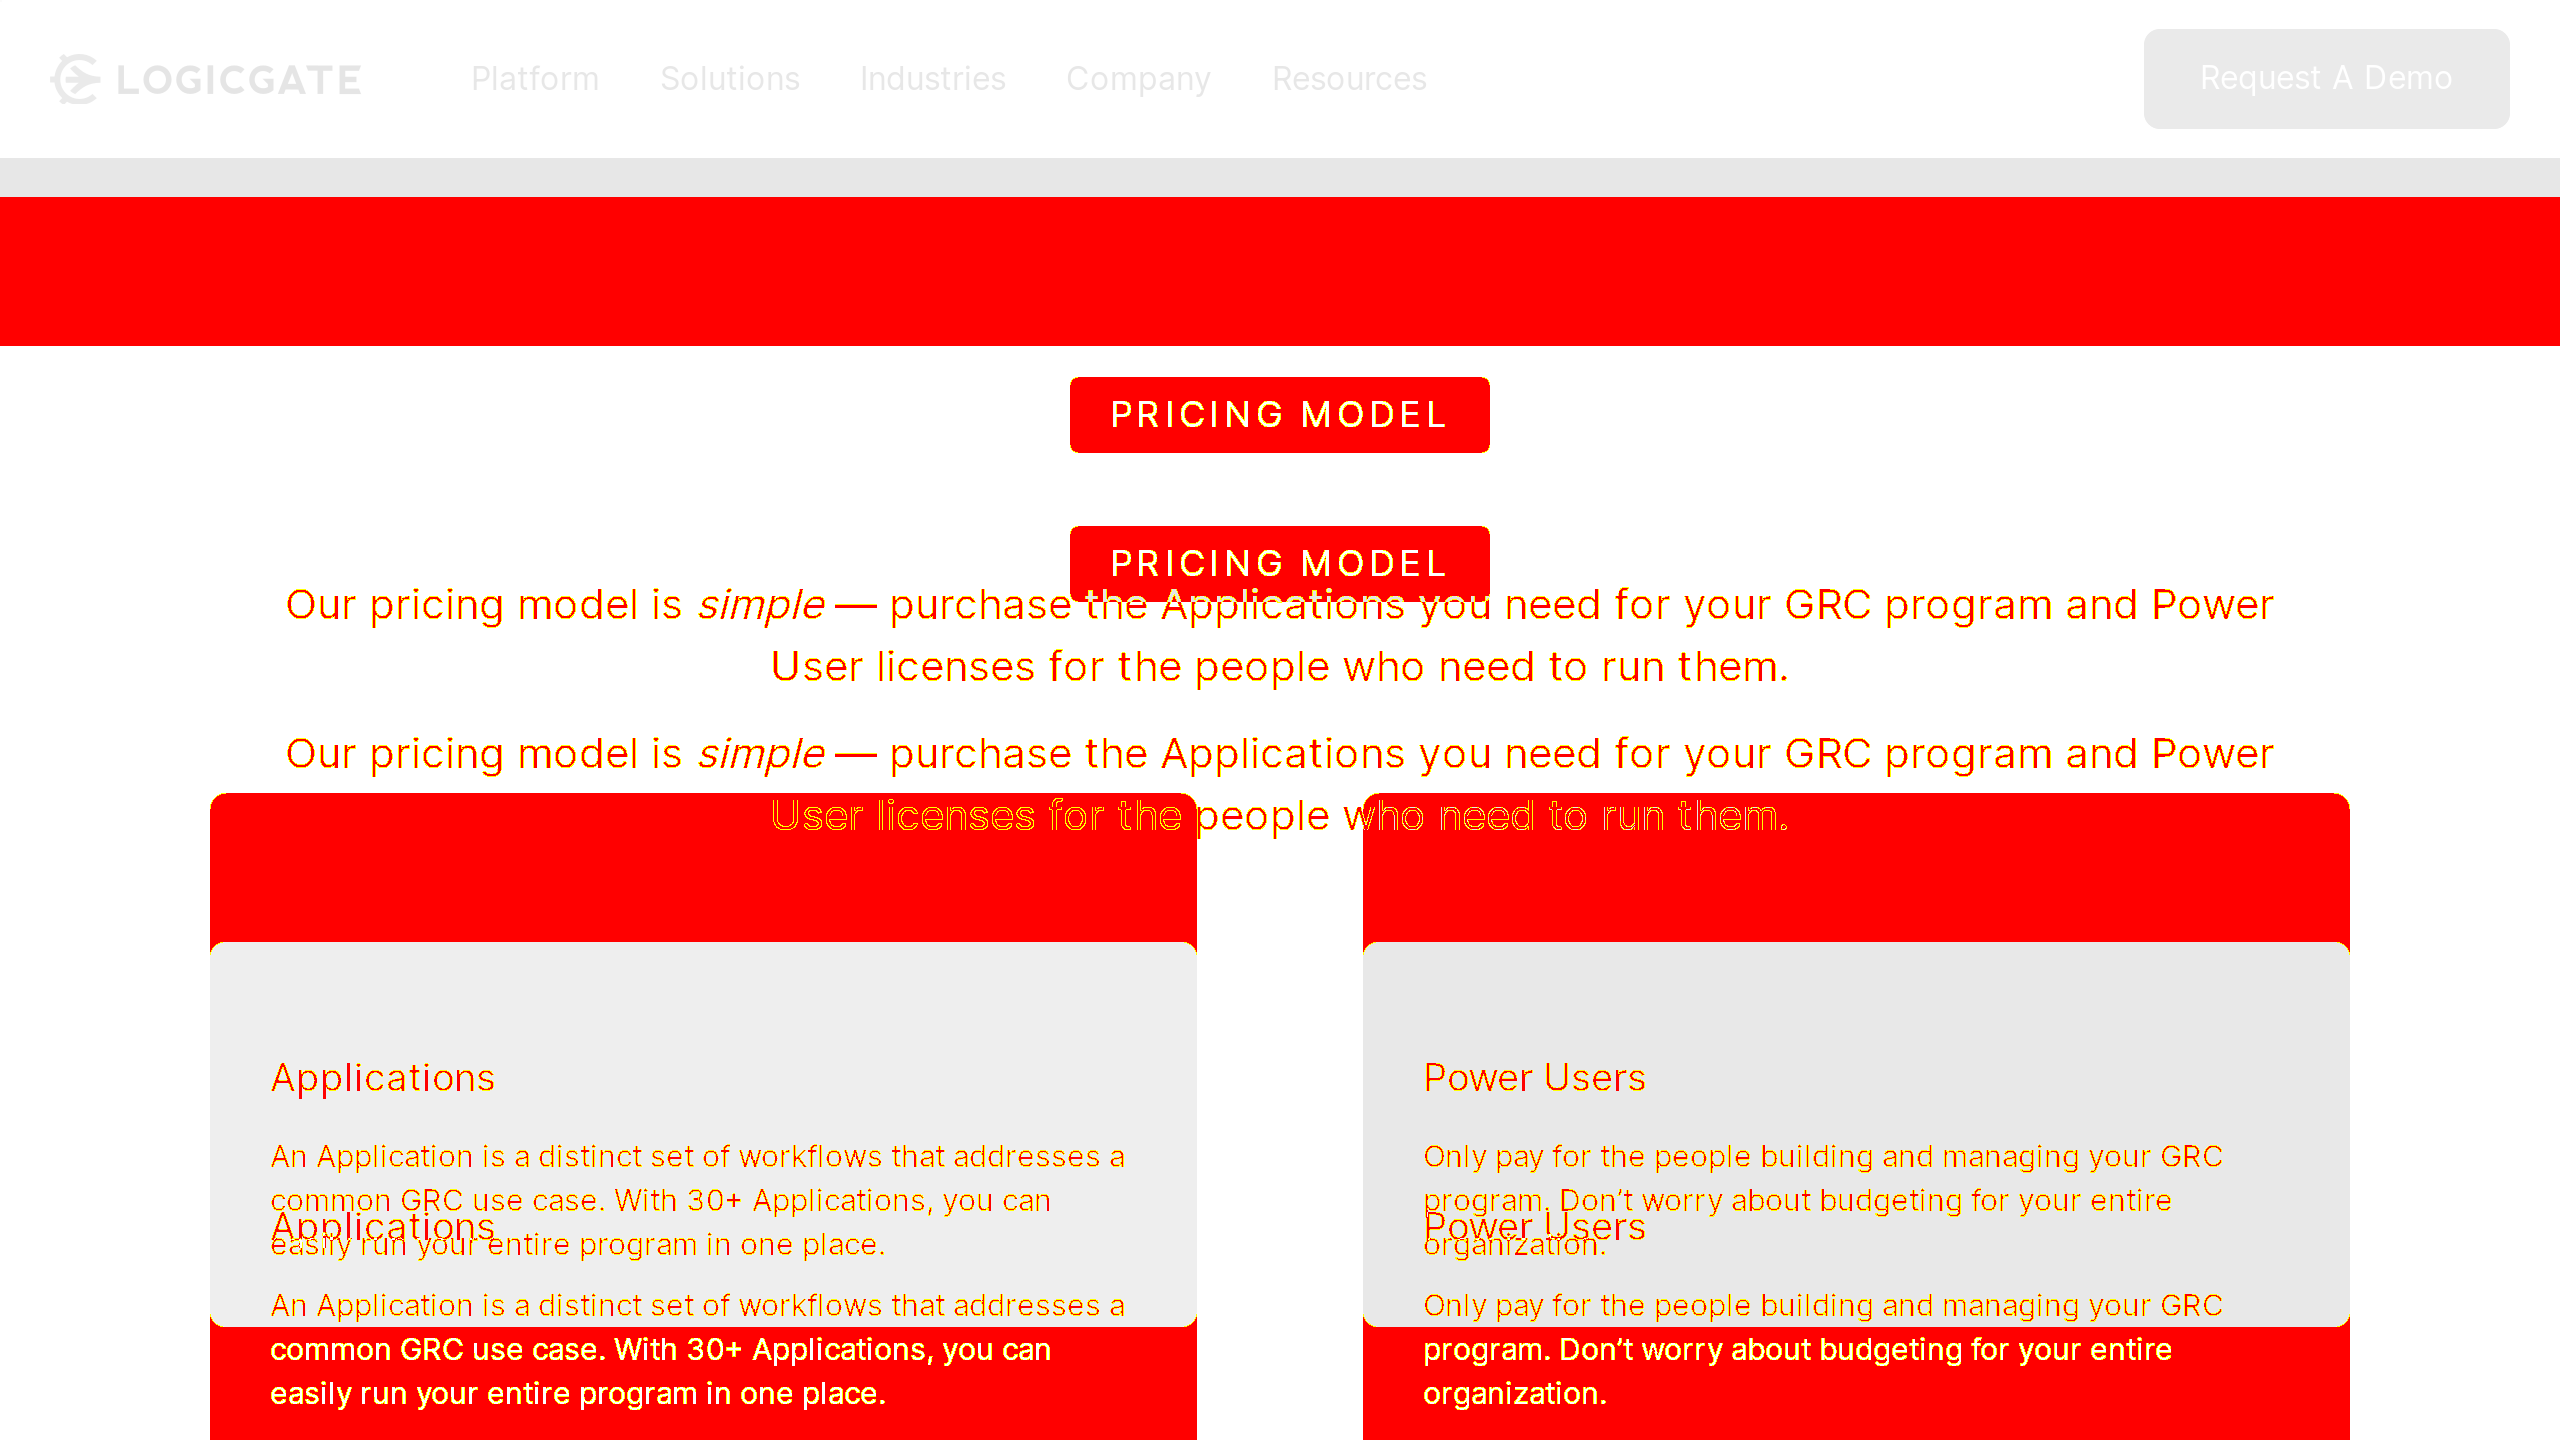 LOGICGATE
Platform
Solutions
Industries
Company
Resources
Request A Demo
PRICING MODEL
PRICING MODEL
Our pricing model is simple — purchase the Applications you need for your GRC program and Power
User licenses for the people who need to run them.
Our pricing model is simple — purchase the Applications you need for your GRC program and Power
User licenses for the people who need to run them.
Applications
An Application is a distinct set of workflows that addresses a
common GRC use case. With 30+ Applications, you can
Applications
easily run your entire program in one place.
An Application is a distinct set of workflows that addresses a
common GRC use case. With 30+ Applications, you can
easily run your entire program in one place.
Power Users
Only pay for the people building and managing your GRC
program. Don’t worry about budgeting for your entire
Power Users
organization.
Only pay for the people building and managing your GRC
program. Don’t worry about budgeting for your entire
organization.